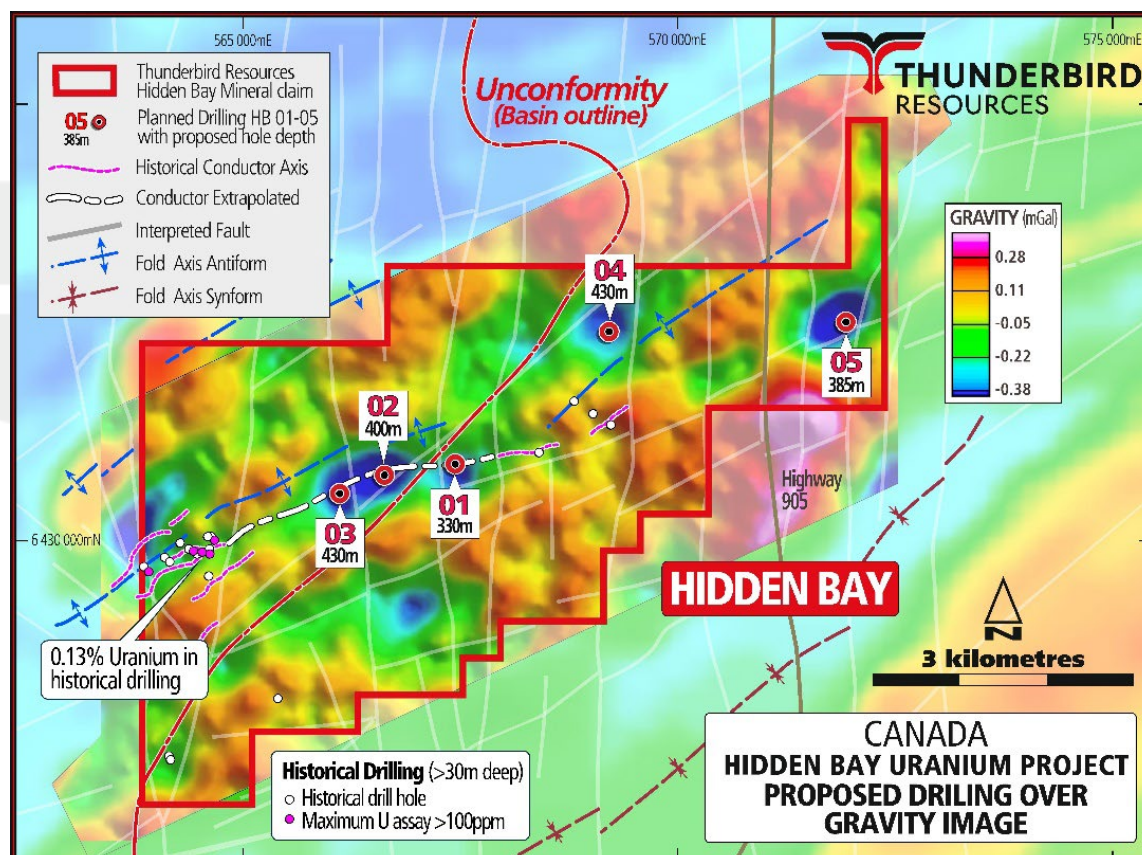 565 000mE
570 000mE
575 000mE
Thunderbird Resources
Hidden Bay Mineral claim
05
385m
Planned Drilling HB 01-05
with proposed hole depth
Historical Conductor Axis
Conductor Extrapolated
Interpreted Fault
Fold Axis Antiform
Fold Axis Synform
Unconformity
(Basin outline)
THUNDERBIRD
RESOURCES
GRAVITY (mGal)
0.28
0.11
-0.05
-0.22
-0.38
04
430m
05
385m
02
400m
01
330m
03
430m
Highway
905
6 430 000mN
HIDDEN BAY
0.13% Uranium in
historical drilling
N
3 kilometres
Historical Drilling (>30m deep)
Historical drill hole
Maximum U assay >100ppm
CANADA
HIDDEN BAY URANIUM PROJECT
PROPOSED DRILING OVER
GRAVITY IMAGE